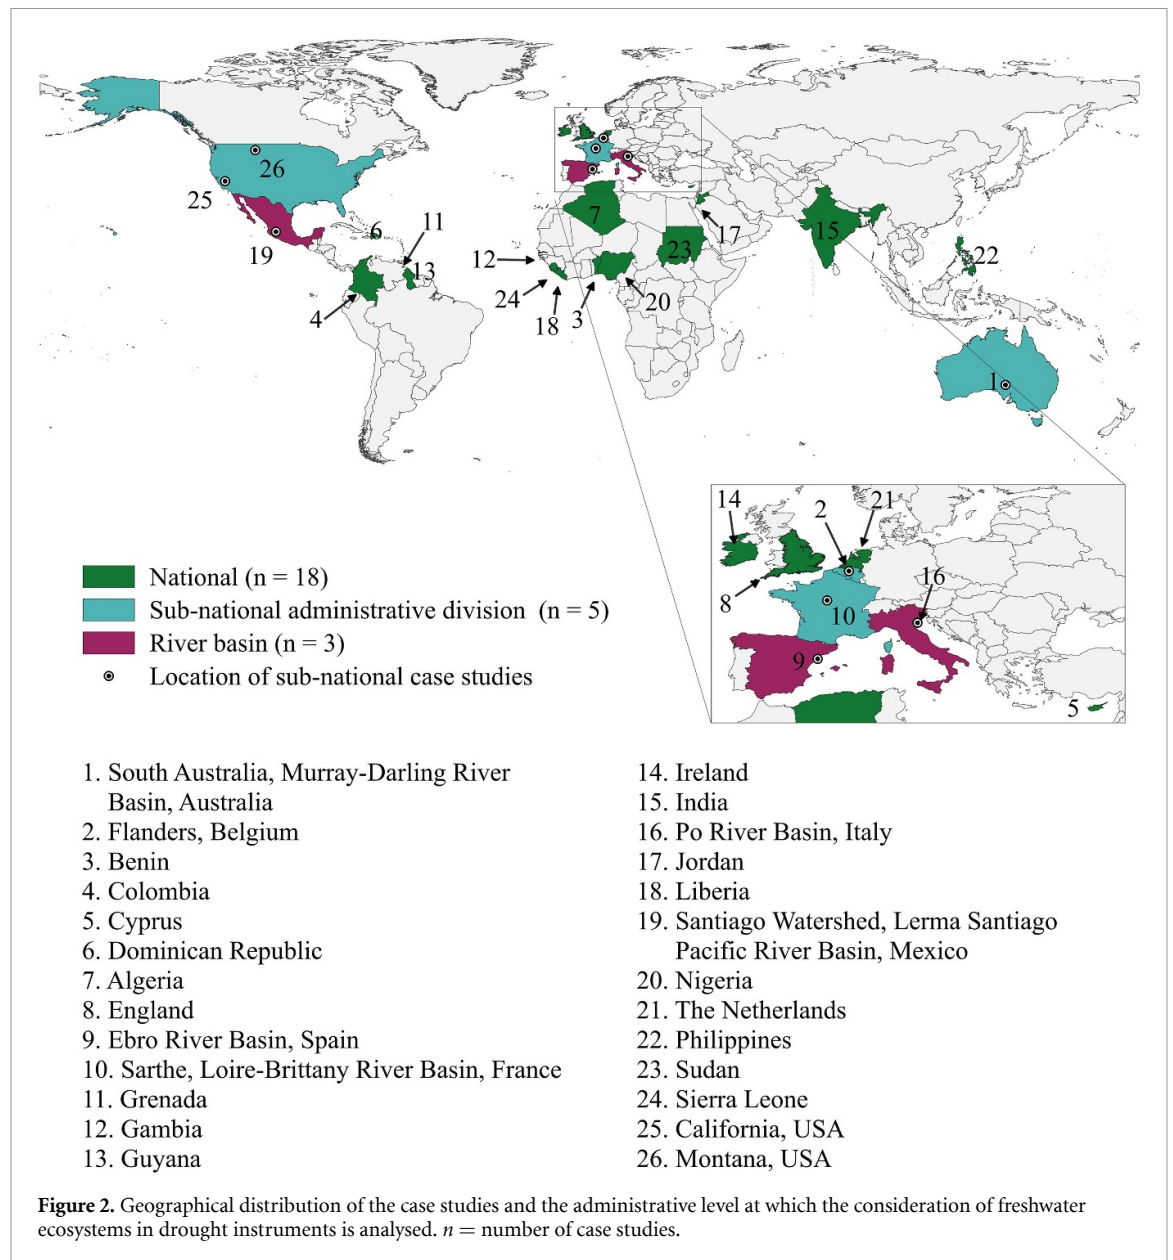 26
25
19
6
11
13
4
12
24
18
3
20
7
23
17
15
22
1
14
2
21
16
8
10
9
5
National (n = 18)
Sub-national administrative division (n = 5)
River basin (n = 3)
Location of sub-national case studies
1. South Australia, Murray-Darling River
Basin, Australia
2. Flanders, Belgium
3. Benin
4. Colombia
5. Cyprus
6. Dominican Republic
7. Algeria
8. England
9. Ebro River Basin, Spain
10. Sarthe, Loire-Brittany River Basin, France
11. Grenada
12. Gambia
13. Guyana
14. Ireland
15. India
16. Po River Basin, Italy
17. Jordan
18. Liberia
19. Santiago Watershed, Lerma Santiago
Pacific River Basin, Mexico
20. Nigeria
21. The Netherlands
22. Philippines
23. Sudan
24. Sierra Leone
25. California, USA
26. Montana, USA
Figure 2. Geographical distribution of the case studies and the administrative level at which the consideration of freshwater
ecosystems in drought instruments is analysed. n = number of case studies.